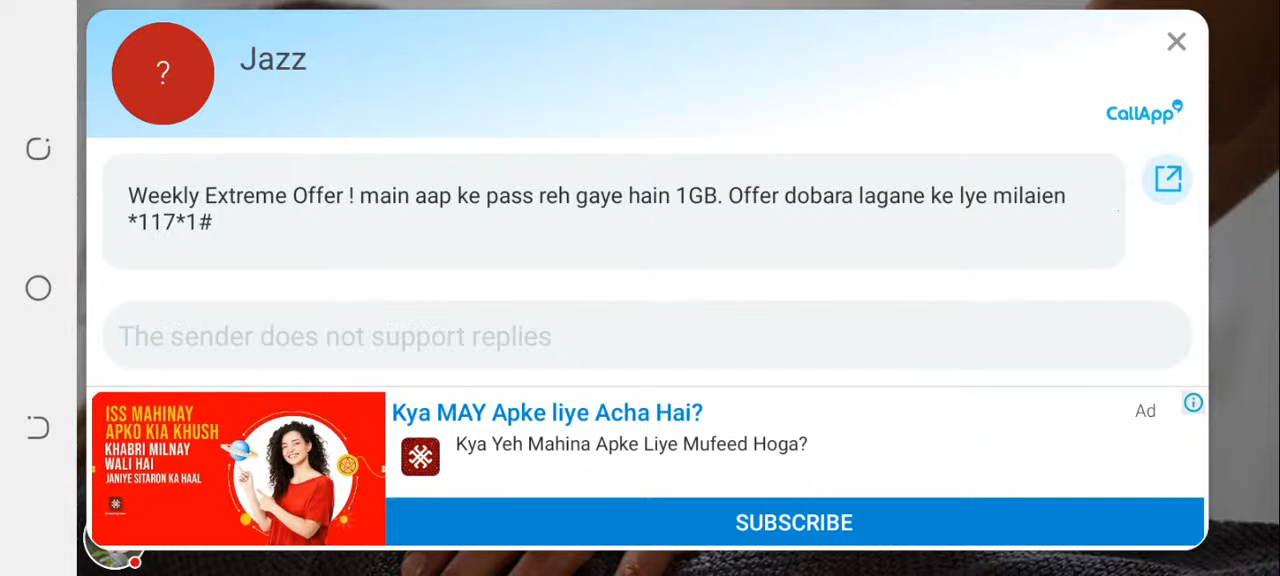 ?
Jazz
CallApp
Weekly Extreme Offer ! main aap ke pass reh gaye hain 1GB. Offer dobara lagane ke lye milaien
*117*1#
The sender does not support replies
ISS MAHINAY
APKO KIA KHUSH
KHABRI MILNAY
WALI HAI
JANIYE SITARON KA HAAL
Kya MAY Apke liye Acha Hai?
Ad
Kya Yeh Mahina Apke Liye Mufeed Hoga?
SUBSCRIBE